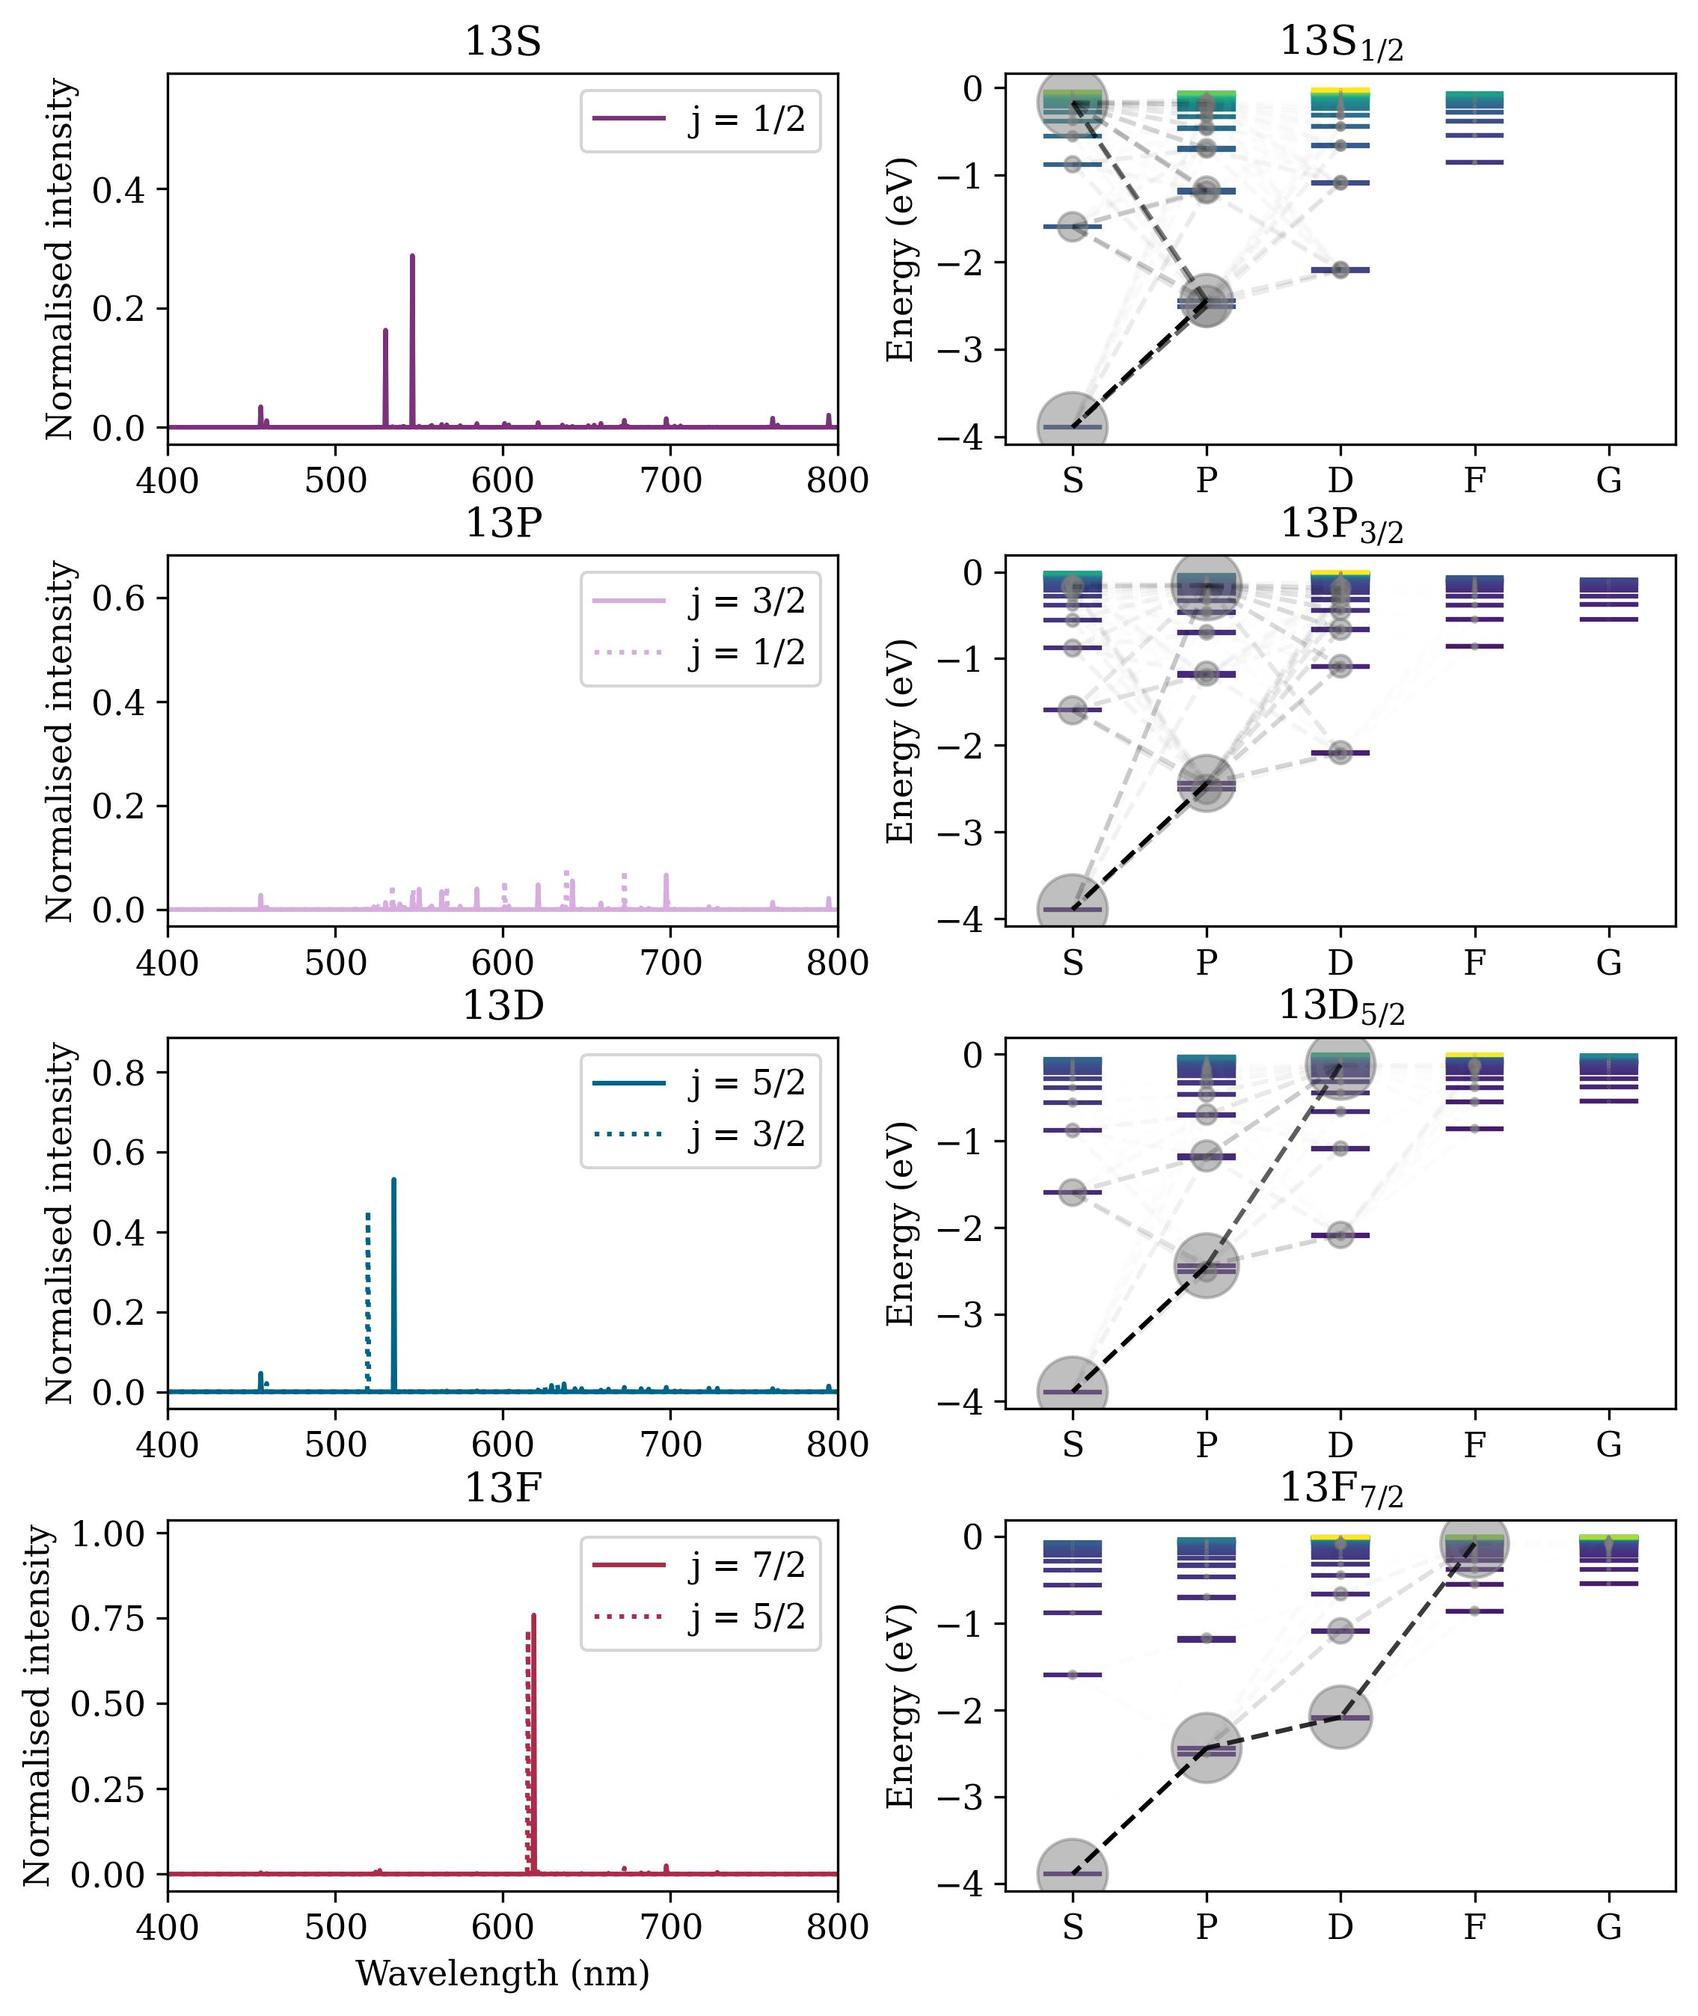 13S
Normalised intensity
0.4
0.2
0.0
j = 1/2
400 500 600 700 800
13S1/2
Energy (eV)
0
−1
−2
−3
−4
S P D F G
13P
Normalised intensity
0.6
0.4
0.2
0.0
j = 3/2
j = 1/2
400 500 600 700 800
13P3/2
Energy (eV)
0
−1
−2
−3
−4
S P D F G
13D
Normalised intensity
0.8
0.6
0.4
0.2
0.0
j = 5/2
j = 3/2
400 500 600 700 800
13D5/2
Energy (eV)
0
−1
−2
−3
−4
S P D F G
13F
Normalised intensity
1.00
0.75
0.50
0.25
0.00
j = 7/2
j = 5/2
400 500 600 700 800
Wavelength (nm)
13F7/2
Energy (eV)
0
−1
−2
−3
−4
S P D F G